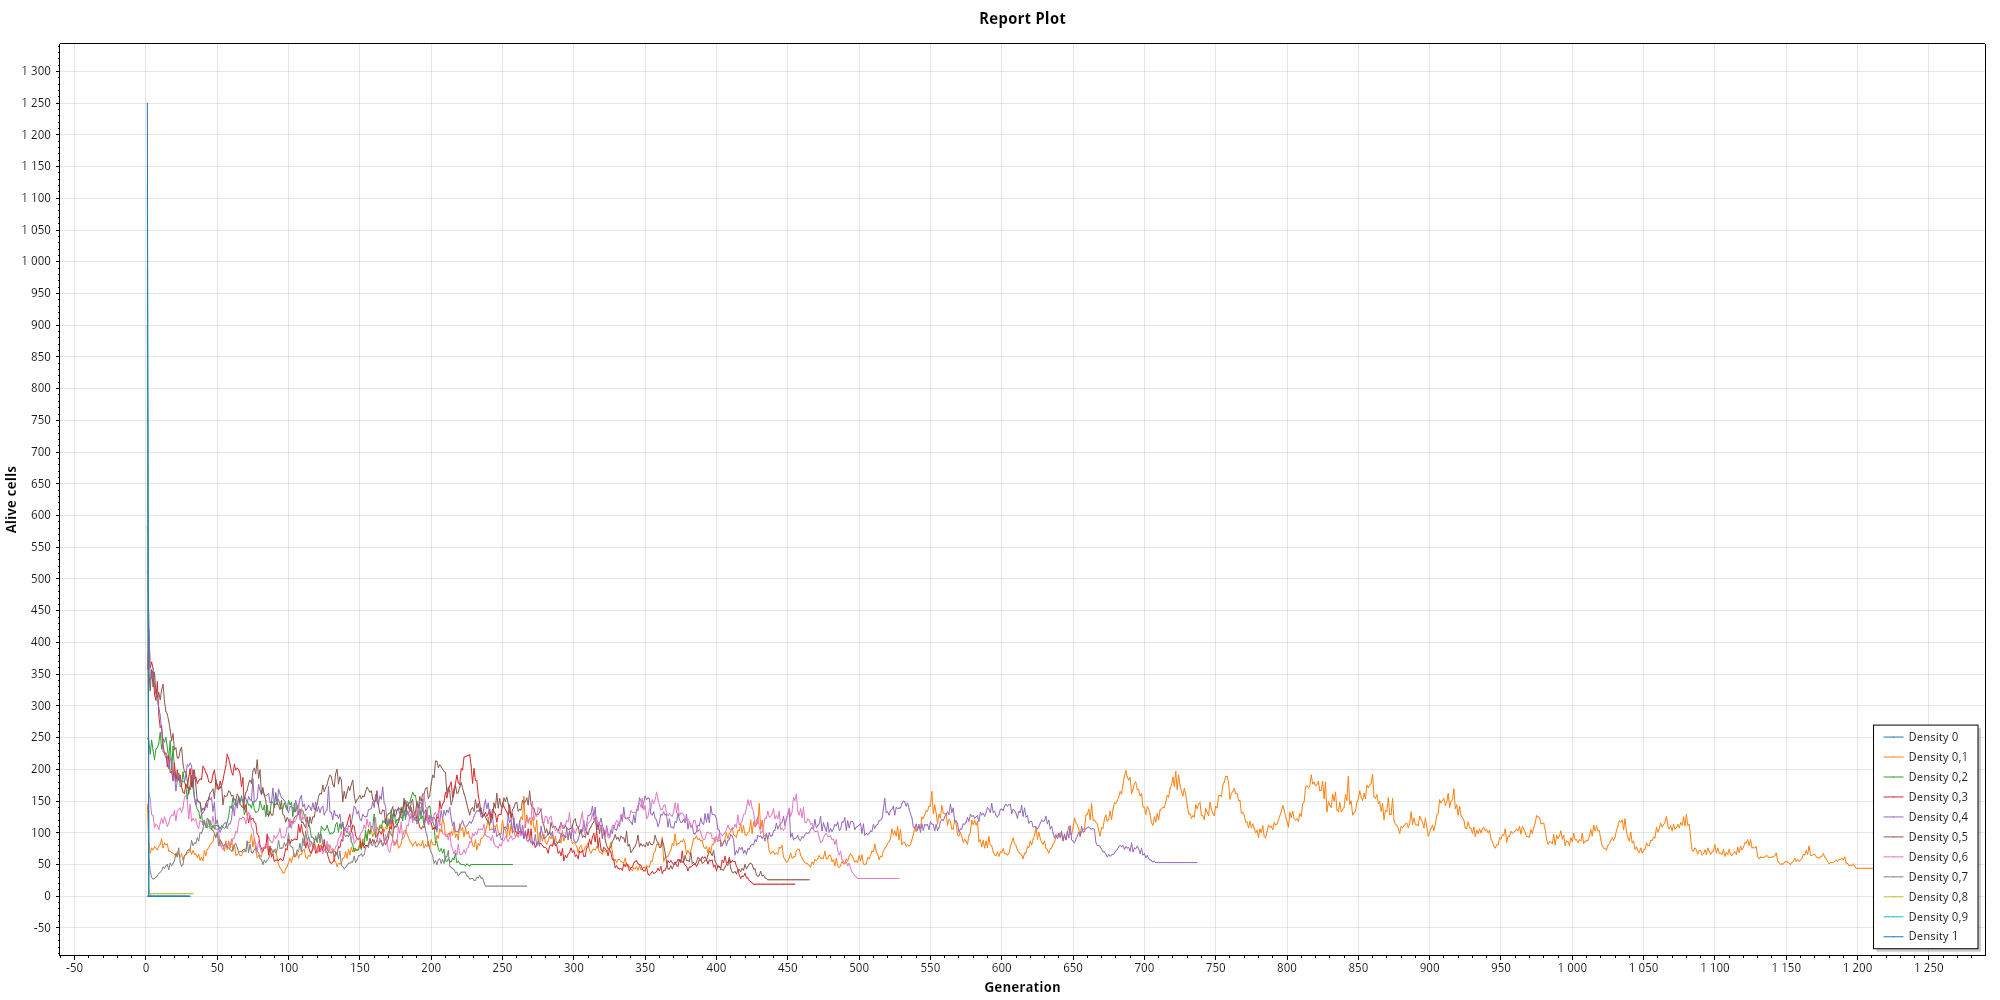 Report Plot
1 300
1 250
1 200
1 150
1 100
1 050
1 000
950
900
850
800
750
700
650
600
550
500
450
400
350
300
250
200
150
100
50
0
-50
Alive cells
Density 0
Density 0,1
Density 0,2
Density 0,3
Density 0,4
Density 0,5
Density 0,6
Density 0,7
Density 0,8
Density 0,9
Density 1
-50 0 50 100 150 200 250 300 350 400 450 500 550 600 650 700 750 800 850 900 950 1 000 1 050 1 100 1 150 1 200 1 250
Generation